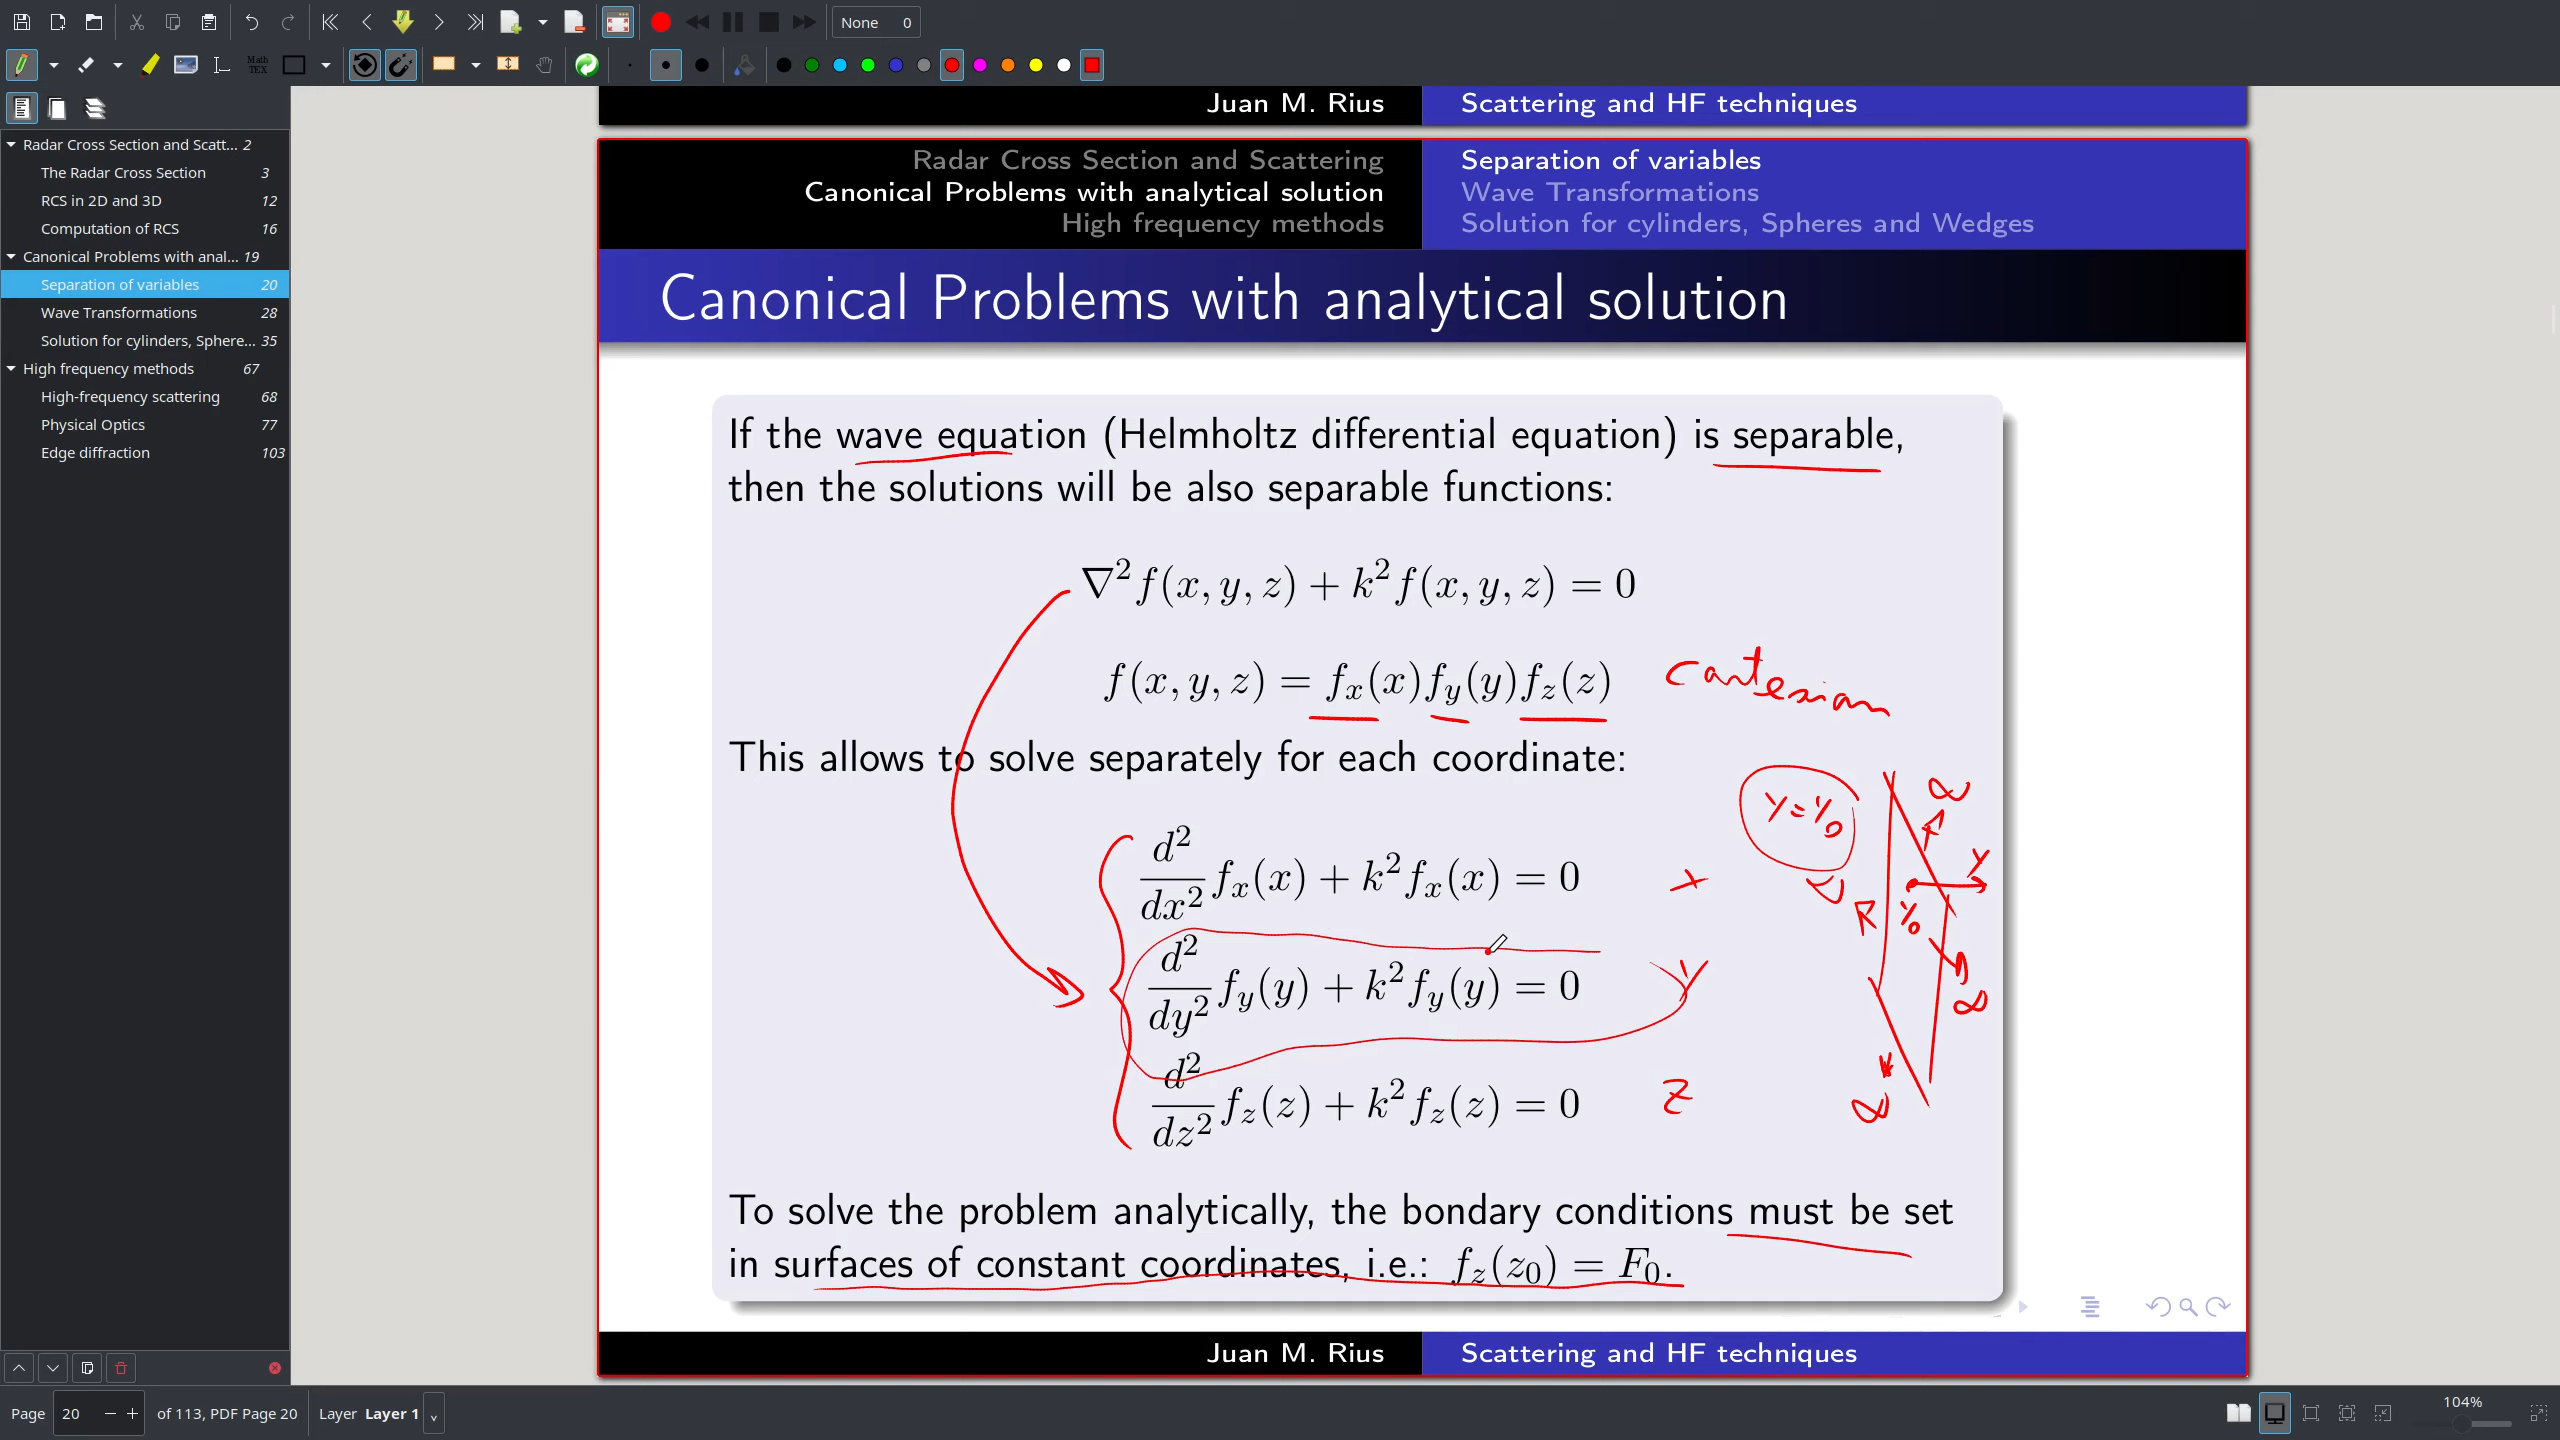 None 0
Math TEX
Radar Cross Section and Scatt... 2
The Radar Cross Section 3
RCS in 2D and 3D 12
Computation of RCS 16
Canonical Problems with anal... 19
Separation of variables 20
Wave Transformations 28
Solution for cylinders, Sphere... 35
High frequency methods 67
High-frequency scattering 68
Physical Optics 77
Edge diffraction 103
Juan M. Rius Scattering and HF techniques
Radar Cross Section and Scattering
Canonical Problems with analytical solution
High frequency methods
Separation of variables
Wave Transformations
Solution for cylinders, Spheres and Wedges
Canonical Problems with analytical solution
If the wave equation (Helmholtz differential equation) is separable,
then the solutions will be also separable functions:
∇²f(x, y, z) + k²f(x, y, z) = 0
f(x, y, z) = f_x(x)f_y(y)f_z(z) cartesian
This allows to solve separately for each coordinate:
d²/dx² f_x(x) + k²f_x(x) = 0 x
d²/dy² f_y(y) + k²f_y(y) = 0 y
d²/dz² f_z(z) + k²f_z(z) = 0 z
y = y₀
∞
y
y₀
∞
∞
To solve the problem analytically, the bondary conditions must be set
in surfaces of constant coordinates, i.e.: f_z(z₀) = F₀.
Juan M. Rius Scattering and HF techniques
Page 20 of 113, PDF Page 20 Layer Layer 1
104%